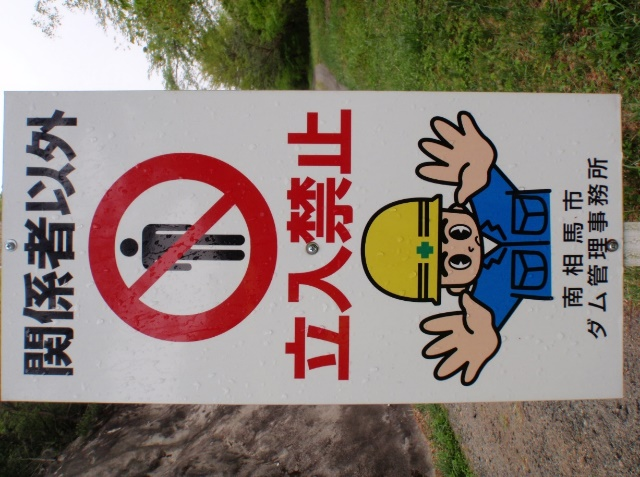 関係者以外
立入禁止
南相馬市
ダム管理事務所